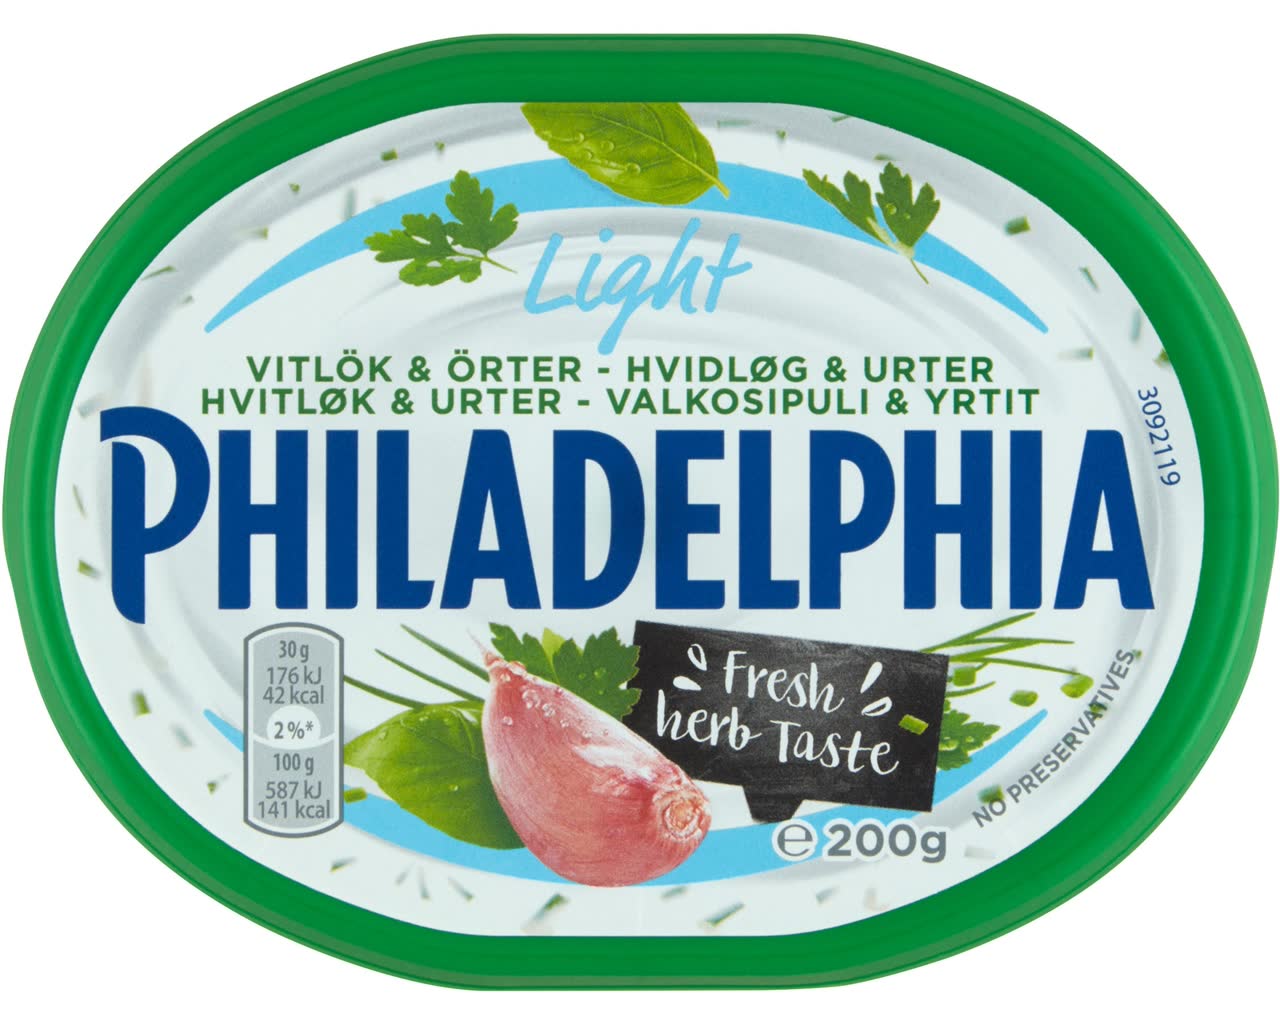 Light
VITLÖK & ÖRTER - HVIDLØG & URTER
HVITLØK & URTER - VALKOSIPULI & YRTIT
PHILADELPHIA
3092119
30 g
176 kJ
42 kcal
2 %*
100 g
587 kJ
141 kcal
Fresh
herb Taste
℮ 200g
NO PRESERVATIVES